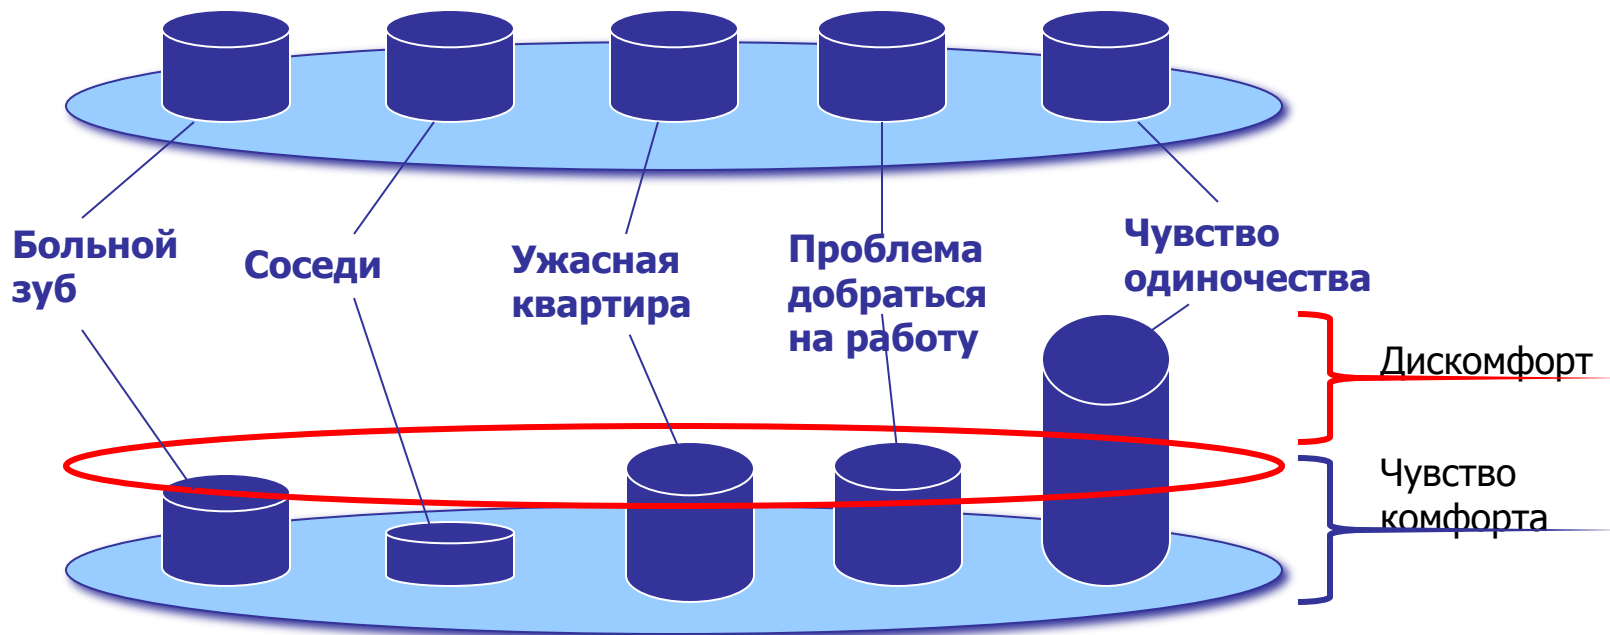 Больной
зуб
Соседи
Ужасная
квартира
Проблема
добраться
на работу
Чувство
одиночества
Дискомфорт
Чувство
комфорта